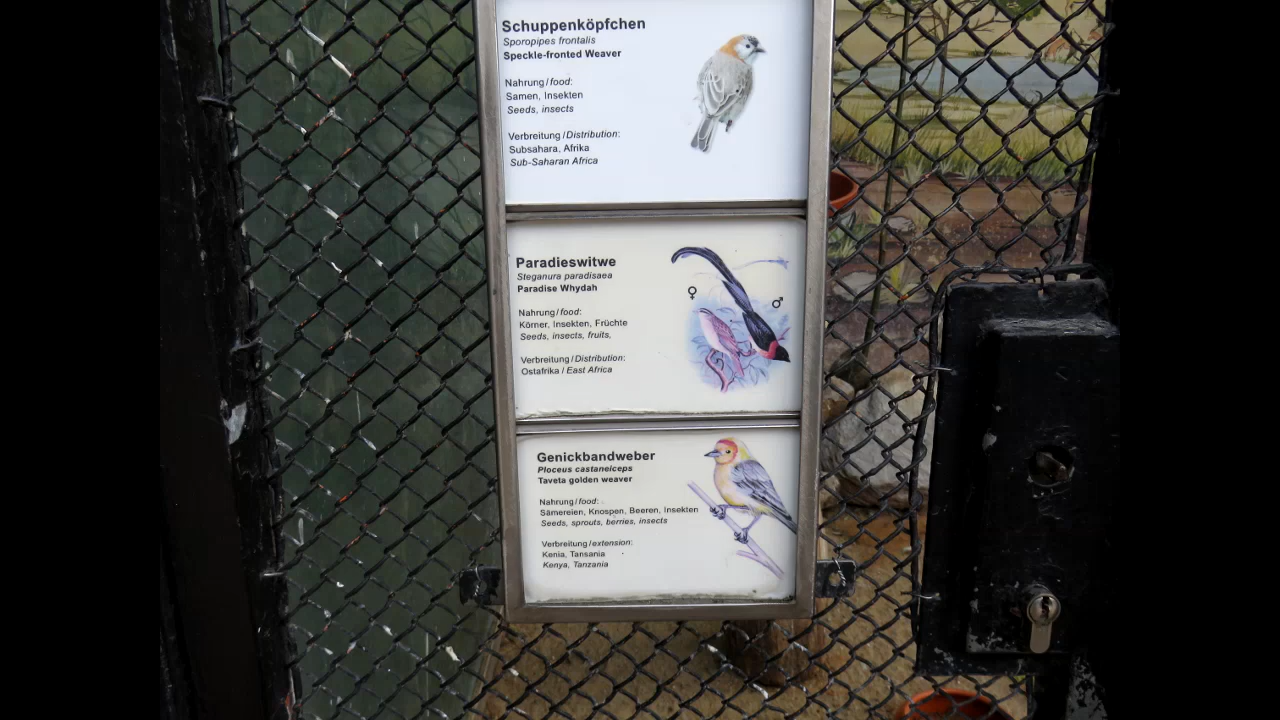 Schuppenköpfchen
Sporopipes frontalis
Speckle-fronted Weaver
Nahrung/food:
Samen, Insekten
Seeds, insects
Verbreitung/Distribution:
Subsahara, Afrika
Sub-Saharan Africa
Paradieswitwe
Steganura paradisaea
Paradise Whydah
Nahrung/food:
Körner, Insekten, Früchte
Seeds, insects, fruits,
Verbreitung/Distribution:
Ostafrika / East Africa
♀ ♂
Genickbandweber
Ploceus castaneiceps
Taveta golden weaver
Nahrung/food:
Sämereien, Knospen, Beeren, Insekten
Seeds, sprouts, berries, insects
Verbreitung/extension:
Kenia, Tansania
Kenya, Tanzania